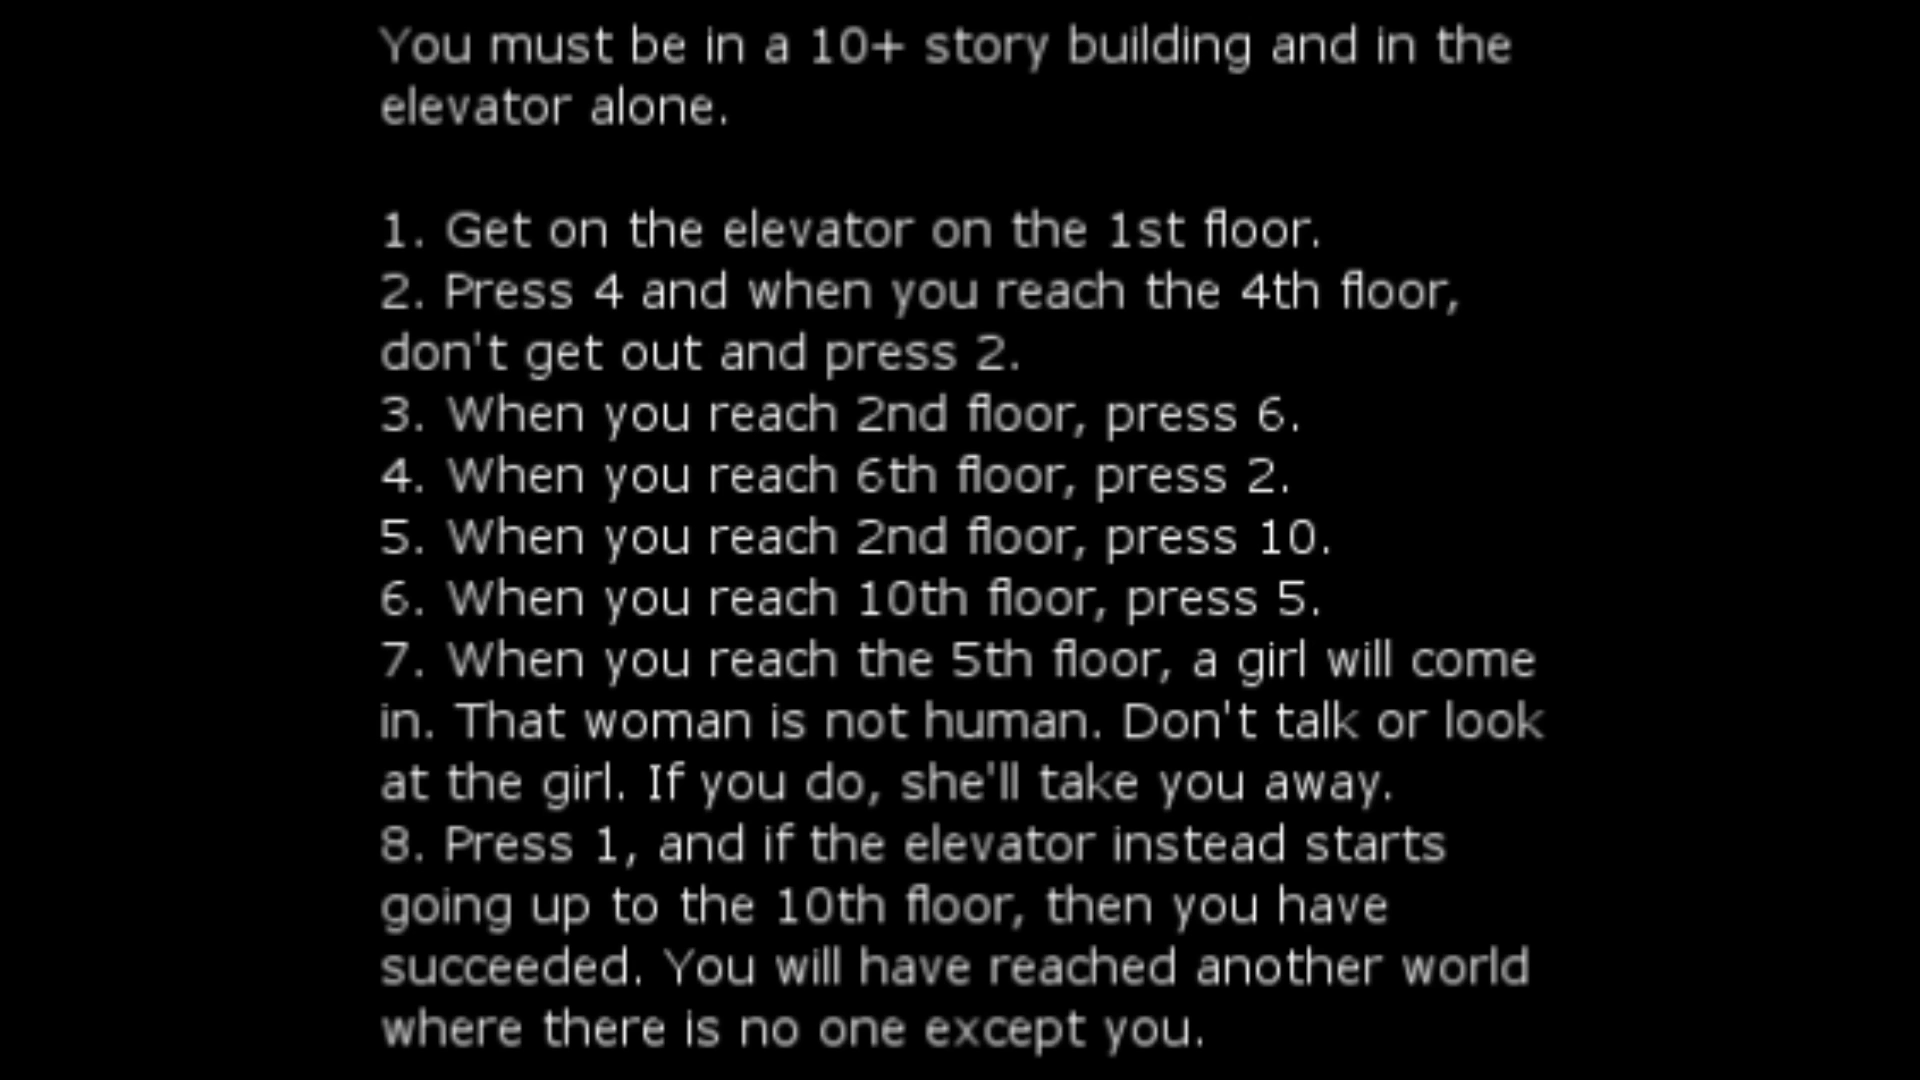 You must be in a 10+ story building and in the
elevator alone.
1. Get on the elevator on the 1st floor.
2. Press 4 and when you reach the 4th floor,
don't get out and press 2.
3. When you reach 2nd floor, press 6.
4. When you reach 6th floor, press 2.
5. When you reach 2nd floor, press 10.
6. When you reach 10th floor, press 5.
7. When you reach the 5th floor, a girl will come
in. That woman is not human. Don't talk or look
at the girl. If you do, she'll take you away.
8. Press 1, and if the elevator instead starts
going up to the 10th floor, then you have
succeeded. You will have reached another world
where there is no one except you.